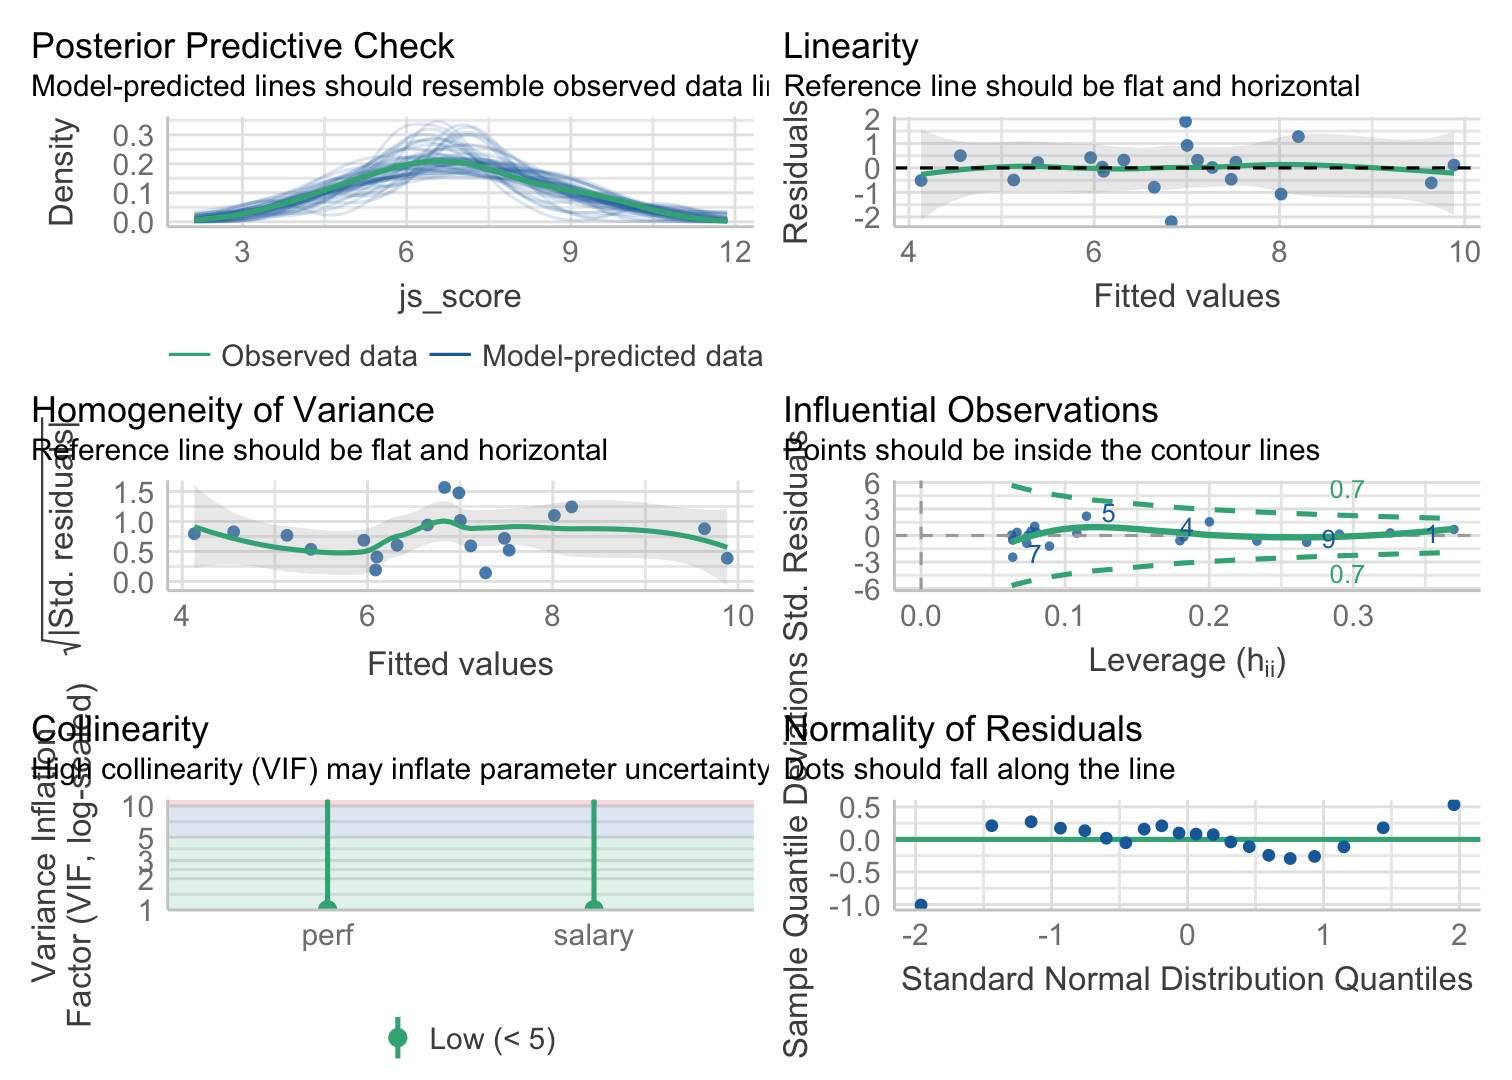 Posterior Predictive Check
Model-predicted lines should resemble observed data li
Density
0.3
0.2
0.1
0.0
3 6 9 12
js_score
Observed data Model-predicted data
Linearity
Reference line should be flat and horizontal
Residuals
2
1
0
-1
-2
4 6 8 10
Fitted values
Homogeneity of Variance
Reference line should be flat and horizontal
√|Std. residuals|
1.5
1.0
0.5
0.0
4 6 8 10
Fitted values
Influential Observations
Points should be inside the contour lines
Std. Residuals
6
3
0
-3
-6
0.7
5
4
7
9
1
0.7
0.0 0.1 0.2 0.3
Leverage (hii)
Collinearity
High collinearity (VIF) may inflate parameter uncertainty
Variance Inflation
Factor (VIF, log-scaled)
10
5
3
2
1
perf salary
Low (< 5)
Normality of Residuals
Dots should fall along the line
Sample Quantile Deviations
0.5
0.0
-0.5
-1.0
-2 -1 0 1 2
Standard Normal Distribution Quantiles